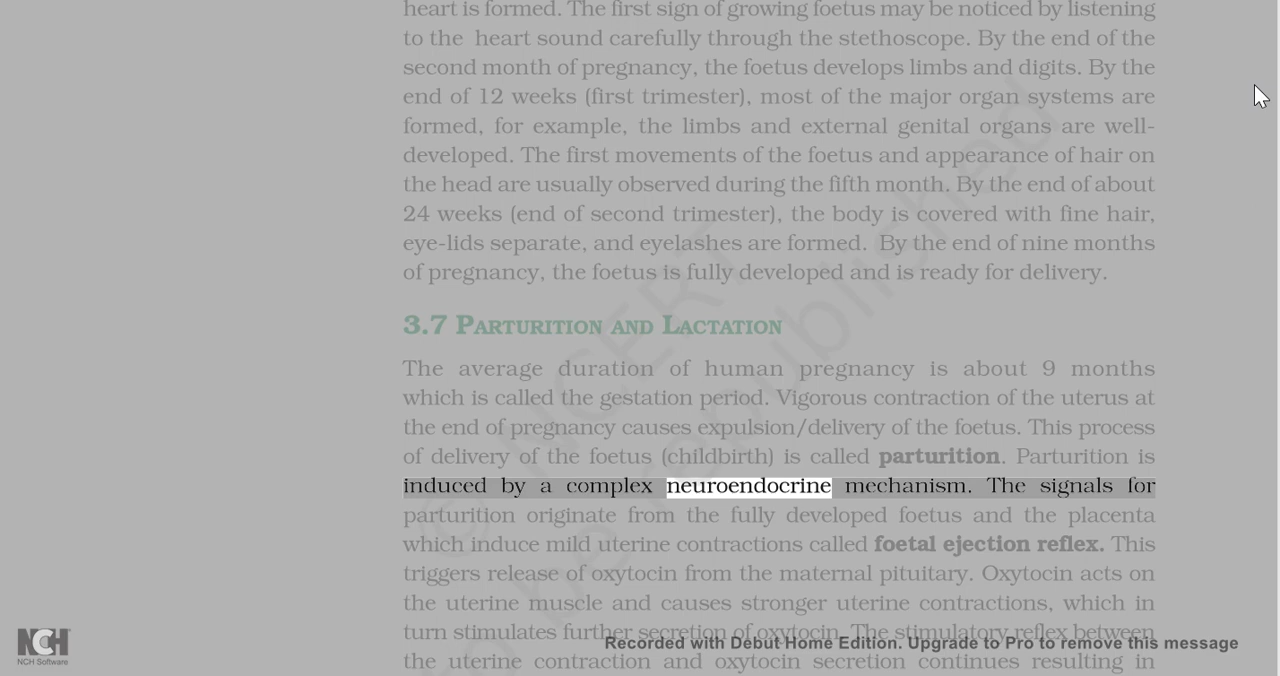 heart is formed. The first sign of growing foetus may be noticed by listening
to the heart sound carefully through the stethoscope. By the end of the
second month of pregnancy, the foetus develops limbs and digits. By the
end of 12 weeks (first trimester), most of the major organ systems are
formed, for example, the limbs and external genital organs are well-
developed. The first movements of the foetus and appearance of hair on
the head are usually observed during the fifth month. By the end of about
24 weeks (end of second trimester), the body is covered with fine hair,
eye-lids separate, and eyelashes are formed. By the end of nine months
of pregnancy, the foetus is fully developed and is ready for delivery.
3.7 PARTURITION AND LACTATION
The average duration of human pregnancy is about 9 months
which is called the gestation period. Vigorous contraction of the uterus at
the end of pregnancy causes expulsion/delivery of the foetus. This process
of delivery of the foetus (childbirth) is called parturition. Parturition is
induced by a complex neuroendocrine mechanism. The signals for
parturition originate from the fully developed foetus and the placenta
which induce mild uterine contractions called foetal ejection reflex. This
triggers release of oxytocin from the maternal pituitary. Oxytocin acts on
the uterine muscle and causes stronger uterine contractions, which in
turn stimulates further secretion of oxytocin. The stimulatory reflex between
the uterine contraction and oxytocin secretion continues resulting in
© NCERT
be republished
NCH
NCH Software
Recorded with Debut Home Edition. Upgrade to Pro to remove this message